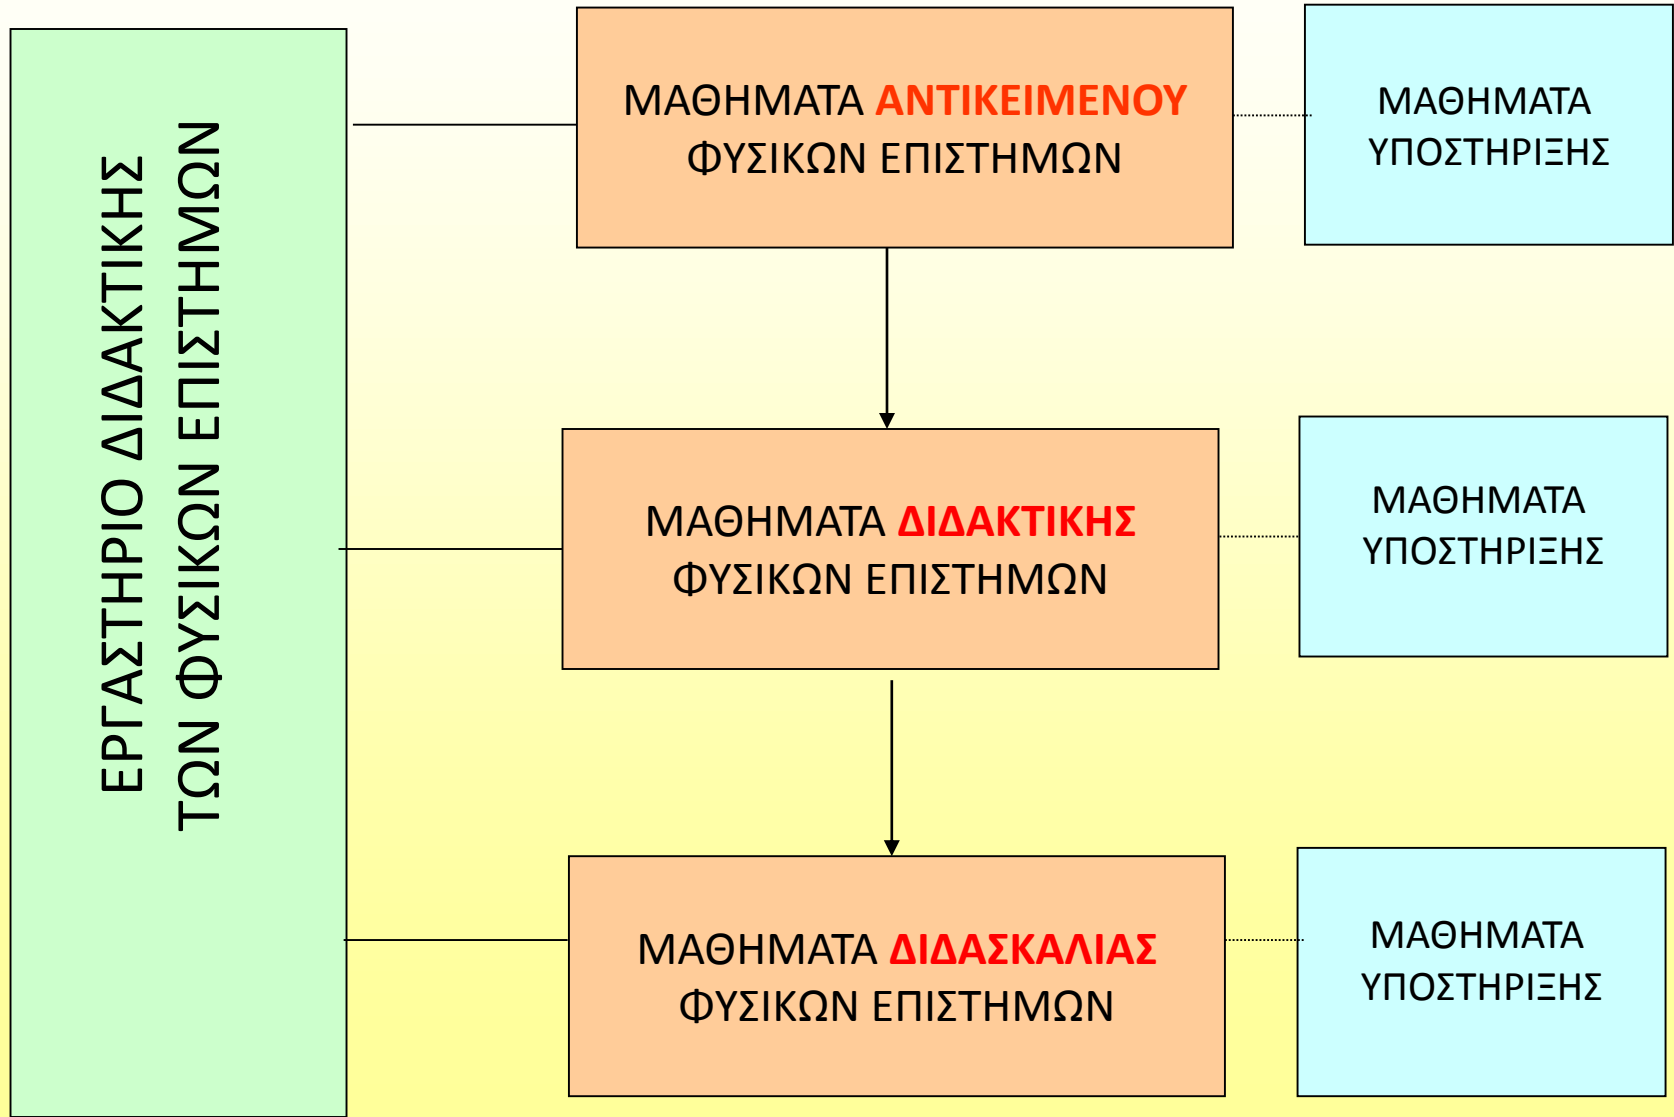 ΕΡΓΑΣΤΗΡΙΟ ΔΙΔΑΚΤΙΚΗΣ
ΤΩΝ ΦΥΣΙΚΩΝ ΕΠΙΣΤΗΜΩΝ
ΜΑΘΗΜΑΤΑ ΑΝΤΙΚΕΙΜΕΝΟΥ
ΦΥΣΙΚΩΝ ΕΠΙΣΤΗΜΩΝ
ΜΑΘΗΜΑΤΑ
ΥΠΟΣΤΗΡΙΞΗΣ
ΜΑΘΗΜΑΤΑ ΔΙΔΑΚΤΙΚΗΣ
ΦΥΣΙΚΩΝ ΕΠΙΣΤΗΜΩΝ
ΜΑΘΗΜΑΤΑ
ΥΠΟΣΤΗΡΙΞΗΣ
ΜΑΘΗΜΑΤΑ ΔΙΔΑΣΚΑΛΙΑΣ
ΦΥΣΙΚΩΝ ΕΠΙΣΤΗΜΩΝ
ΜΑΘΗΜΑΤΑ
ΥΠΟΣΤΗΡΙΞΗΣ